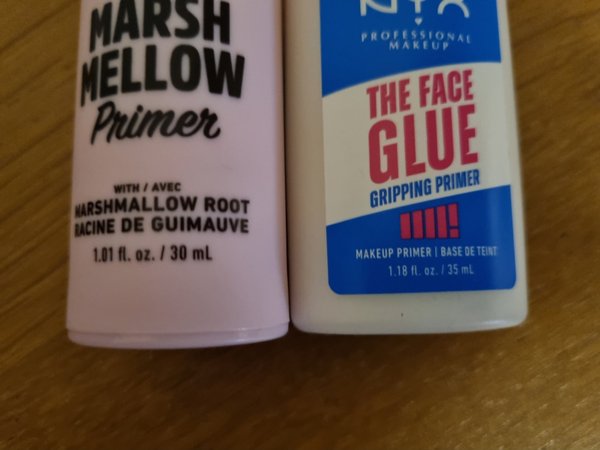 MARSH
MELLOW
Primer
WITH / AVEC
MARSHMALLOW ROOT
RACINE DE GUIMAUVE
1.01 fl. oz. / 30 mL
NYX
PROFESSIONAL
MAKEUP
THE FACE
GLUE
GRIPPING PRIMER
MAKEUP PRIMER | BASE DE TEINT
1.18 fl. oz. / 35 mL